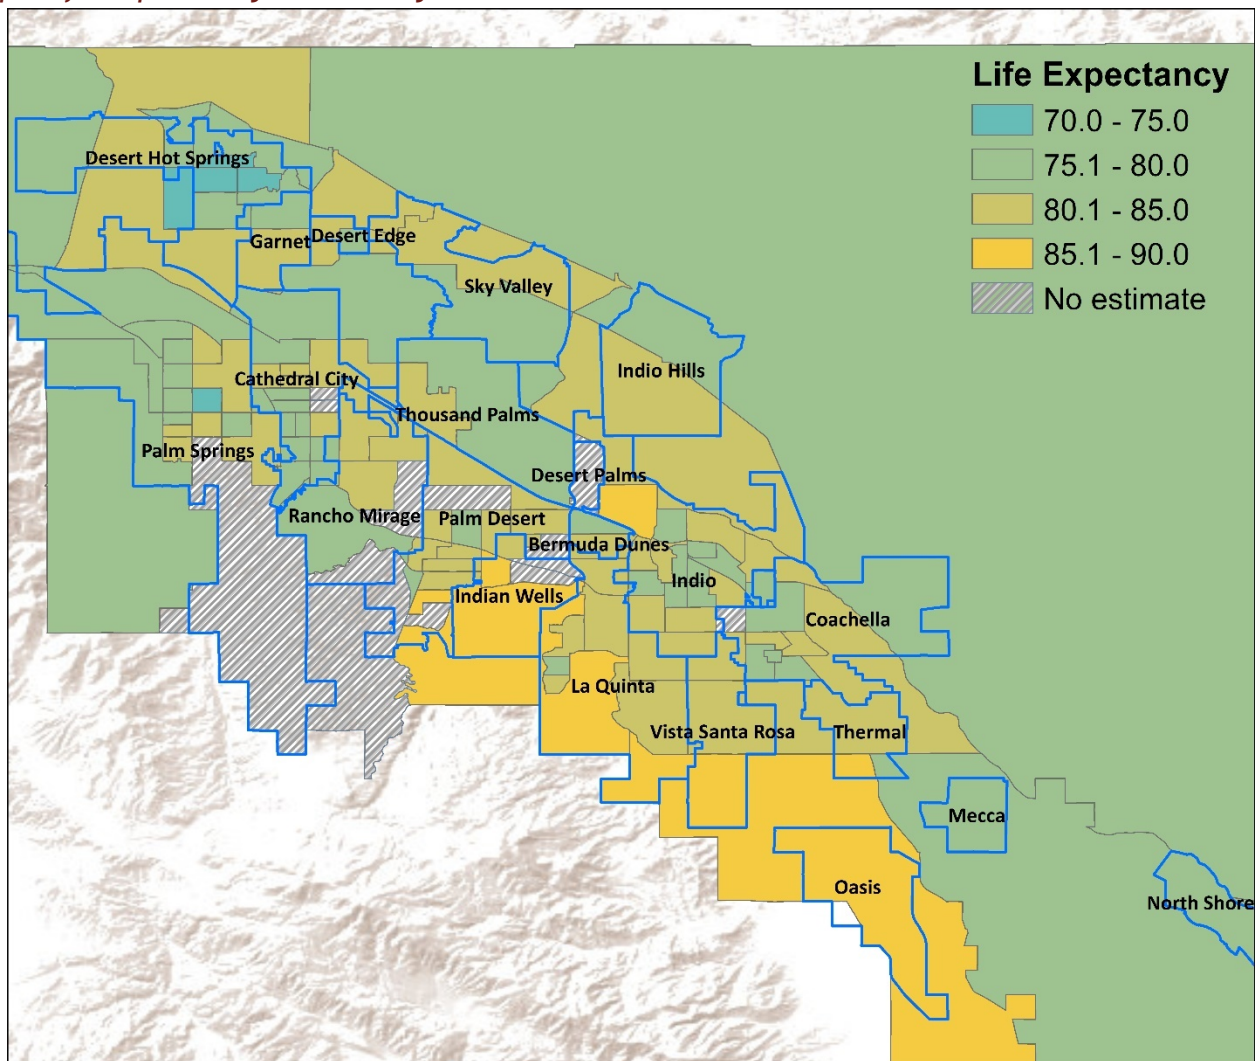 Life Expectancy
70.0 - 75.0
75.1 - 80.0
80.1 - 85.0
85.1 - 90.0
No estimate
Desert Hot Springs
Garnet
Desert Edge
Sky Valley
Cathedral City
Indio Hills
Thousand Palms
Palm Springs
Desert Palms
Rancho Mirage
Palm Desert
Bermuda Dunes
Indio
Indian Wells
Coachella
La Quinta
Vista Santa Rosa
Thermal
Mecca
Oasis
North Shore